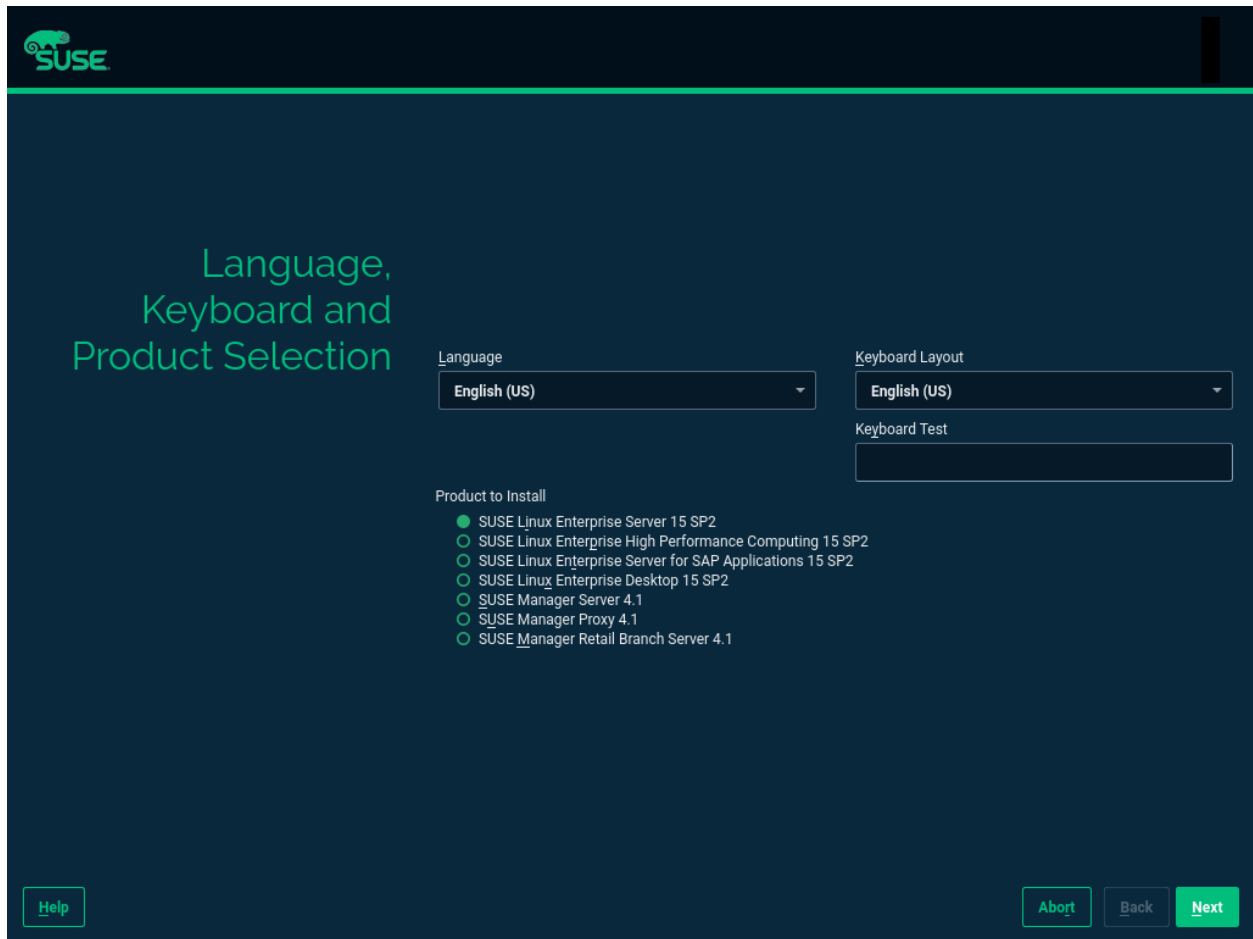 SUSE
Language,
Keyboard and
Product Selection
Language
Keyboard Layout
English (US)
English (US)
Keyboard Test
Product to Install
SUSE Linux Enterprise Server 15 SP2
SUSE Linux Enterprise High Performance Computing 15 SP2
SUSE Linux Enterprise Server for SAP Applications 15 SP2
SUSE Linux Enterprise Desktop 15 SP2
SUSE Manager Server 4.1
SUSE Manager Proxy 4.1
SUSE Manager Retail Branch Server 4.1
Help
Abort
Back
Next